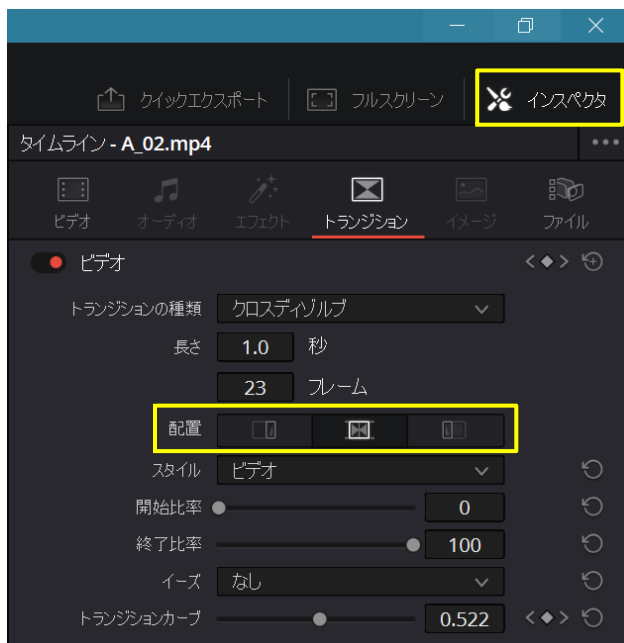 クイックエクスポート フルスクリーン インスペクタ
タイムライン - A_02.mp4
ビデオ オーディオ エフェクト トランジション イメージ ファイル
ビデオ
トランジションの種類 クロスディゾルブ
長さ 1.0 秒
23 フレーム
配置
スタイル ビデオ
開始比率 0
終了比率 100
イーズ なし
トランジションカーブ 0.522